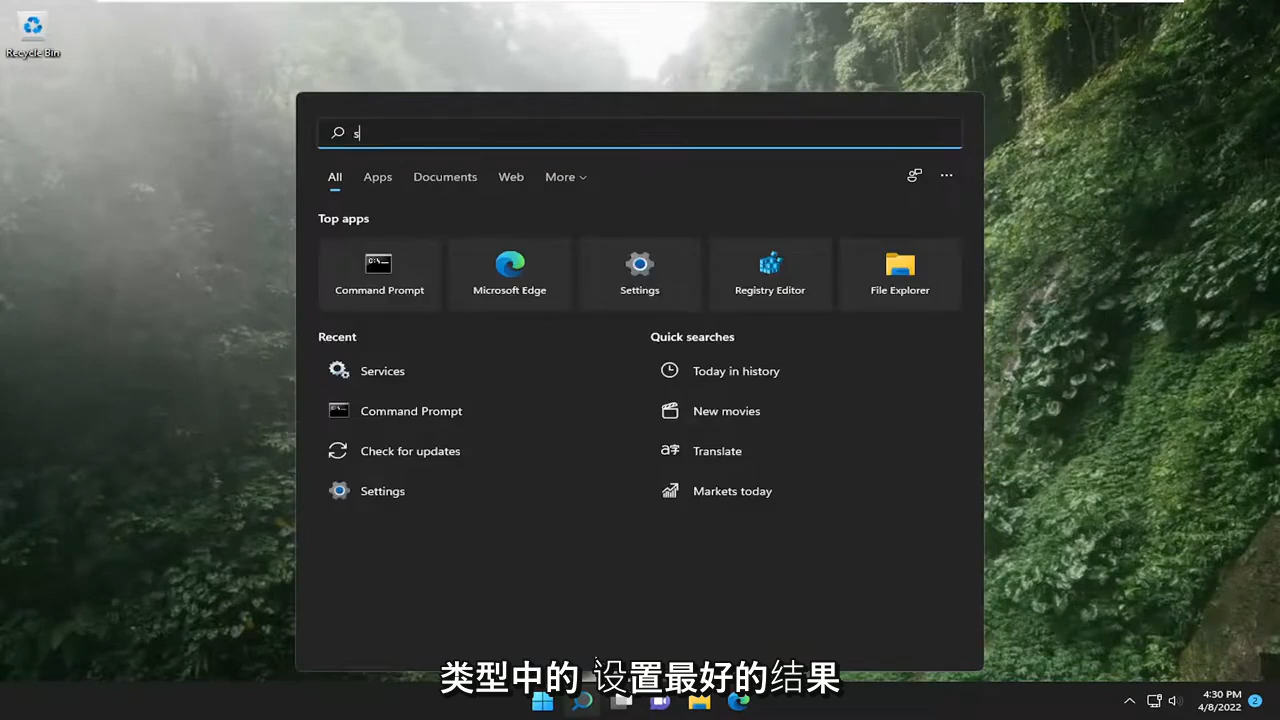 Recycle Bin
s
All Apps Documents Web More
Top apps
Command Prompt Microsoft Edge Settings Registry Editor File Explorer
Recent Quick searches
Services Today in history
Command Prompt New movies
Check for updates Translate
Settings Markets today
类型中的 设置最好的结果
4:30 PM
4/8/2022 2